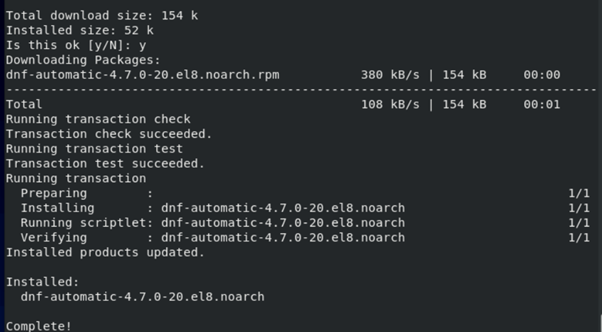 Total download size: 154 k
Installed size: 52 k
Is this ok [y/N]: y
Downloading Packages:
dnf-automatic-4.7.0-20.el8.noarch.rpm           380 kB/s | 154 kB     00:00
--------------------------------------------------------------------------------
Total                                           108 kB/s | 154 kB     00:01
Running transaction check
Transaction check succeeded.
Running transaction test
Transaction test succeeded.
Running transaction
  Preparing        :                                                        1/1
  Installing       : dnf-automatic-4.7.0-20.el8.noarch                      1/1
  Running scriptlet: dnf-automatic-4.7.0-20.el8.noarch                      1/1
  Verifying        : dnf-automatic-4.7.0-20.el8.noarch                      1/1
Installed products updated.

Installed:
  dnf-automatic-4.7.0-20.el8.noarch

Complete!